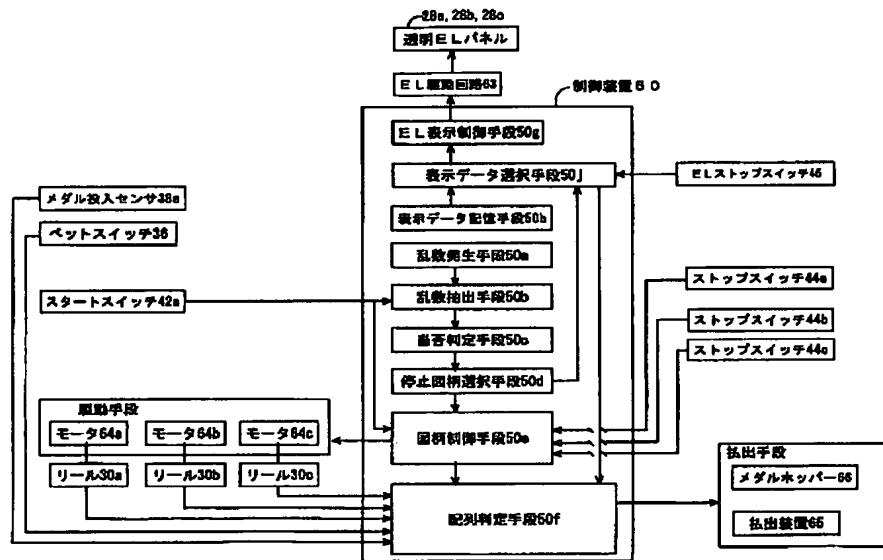 28a, 28b, 28c
透明ELパネル
EL駆動回路63
制御装置50
EL表示制御手段50g
表示データ選択手段50j
ELストップスイッチ45
メダル投入センサ38a
表示データ記憶手段50h
ベットスイッチ36
乱数発生手段50a
スタートスイッチ42a
乱数抽出手段50b
ストップスイッチ44a
当否判定手段50c
ストップスイッチ44b
ストップスイッチ44c
停止図柄選択手段50d
駆動手段
モータ64a
モータ64b
モータ64c
図柄制御手段50e
リール30a
リール30b
リール30c
払出手段
メダルホッパー66
配列判定手段50f
払出装置65